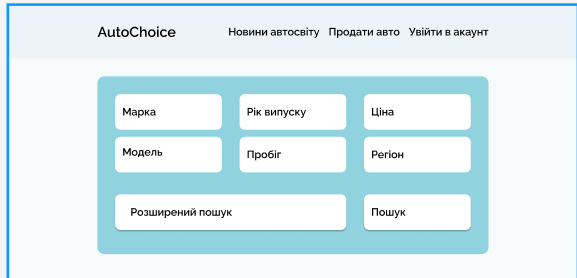 AutoChoice Новини автосвіту Продати авто Увійти в акаунт
Марка Рік випуску Ціна
Модель Пробіг Регіон
Розширений пошук Пошук